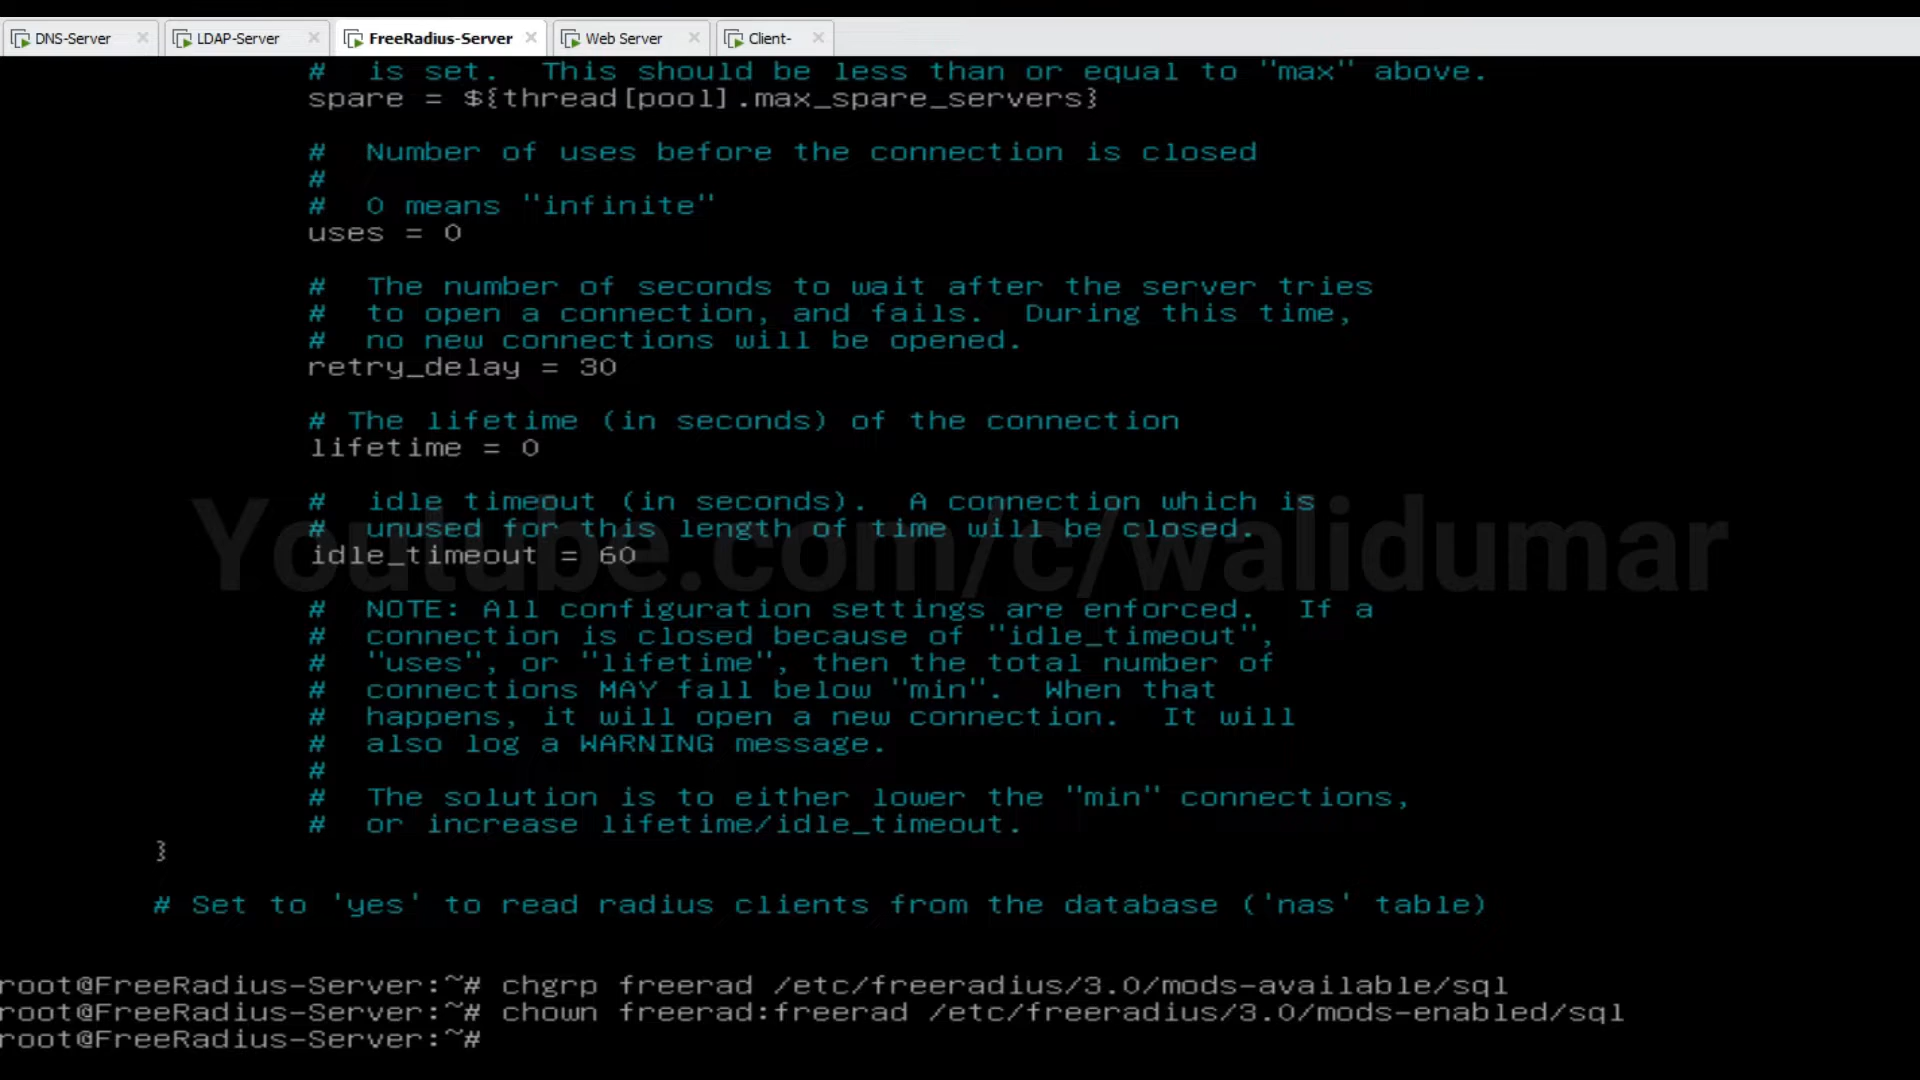 DNS-Server
LDAP-Server
FreeRadius-Server
Web Server
Client-
# is set. This should be less than or equal to "max" above.
spare = ${thread[pool].max_spare_servers}
# Number of uses before the connection is closed
#
# 0 means "infinite"
uses = 0
# The number of seconds to wait after the server tries
# to open a connection, and fails. During this time,
# no new connections will be opened.
retry_delay = 30
# The lifetime (in seconds) of the connection
lifetime = 0
# idle timeout (in seconds). A connection which is
# unused for this length of time will be closed.
Youtube.com/c/walidumar
idle_timeout = 60
# NOTE: All configuration settings are enforced. If a
# connection is closed because of "idle_timeout",
# "uses", or "lifetime", then the total number of
# connections MAY fall below "min". When that
# happens, it will open a new connection. It will
# also log a WARNING message.
#
# The solution is to either lower the "min" connections,
# or increase lifetime/idle_timeout.
}
# Set to 'yes' to read radius clients from the database ('nas' table)
root@FreeRadius-Server:~# chgrp freerad /etc/freeradius/3.0/mods-available/sql
root@FreeRadius-Server:~# chown freerad:freerad /etc/freeradius/3.0/mods-enabled/sql
root@FreeRadius-Server:~#